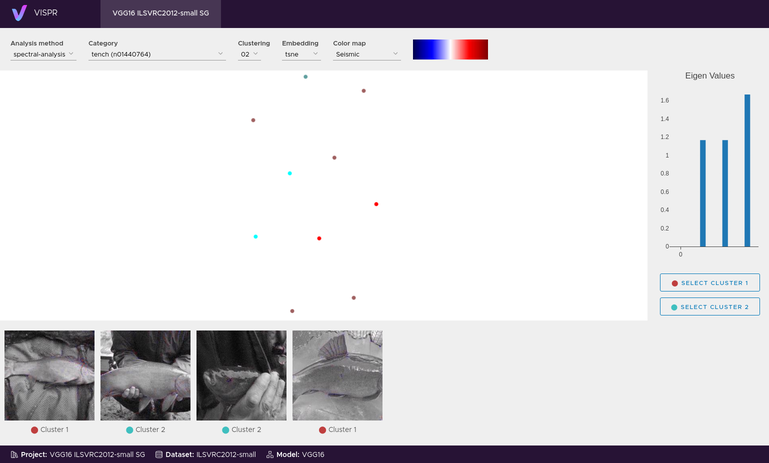 VISPR
VGG16 ILSVRC2012-small SG
Analysis method
Category
Clustering
Embedding
Color map
spectral-analysis
tench (n01440764)
02
tsne
Seismic
Eigen Values
1.6
1.4
1.2
1
0.8
0.6
0.4
0.2
0
0
SELECT CLUSTER 1
SELECT CLUSTER 2
Cluster 1
Cluster 2
Cluster 2
Cluster 1
Project: VGG16 ILSVRC2012-small SG
Dataset: ILSVRC2012-small
Model: VGG16